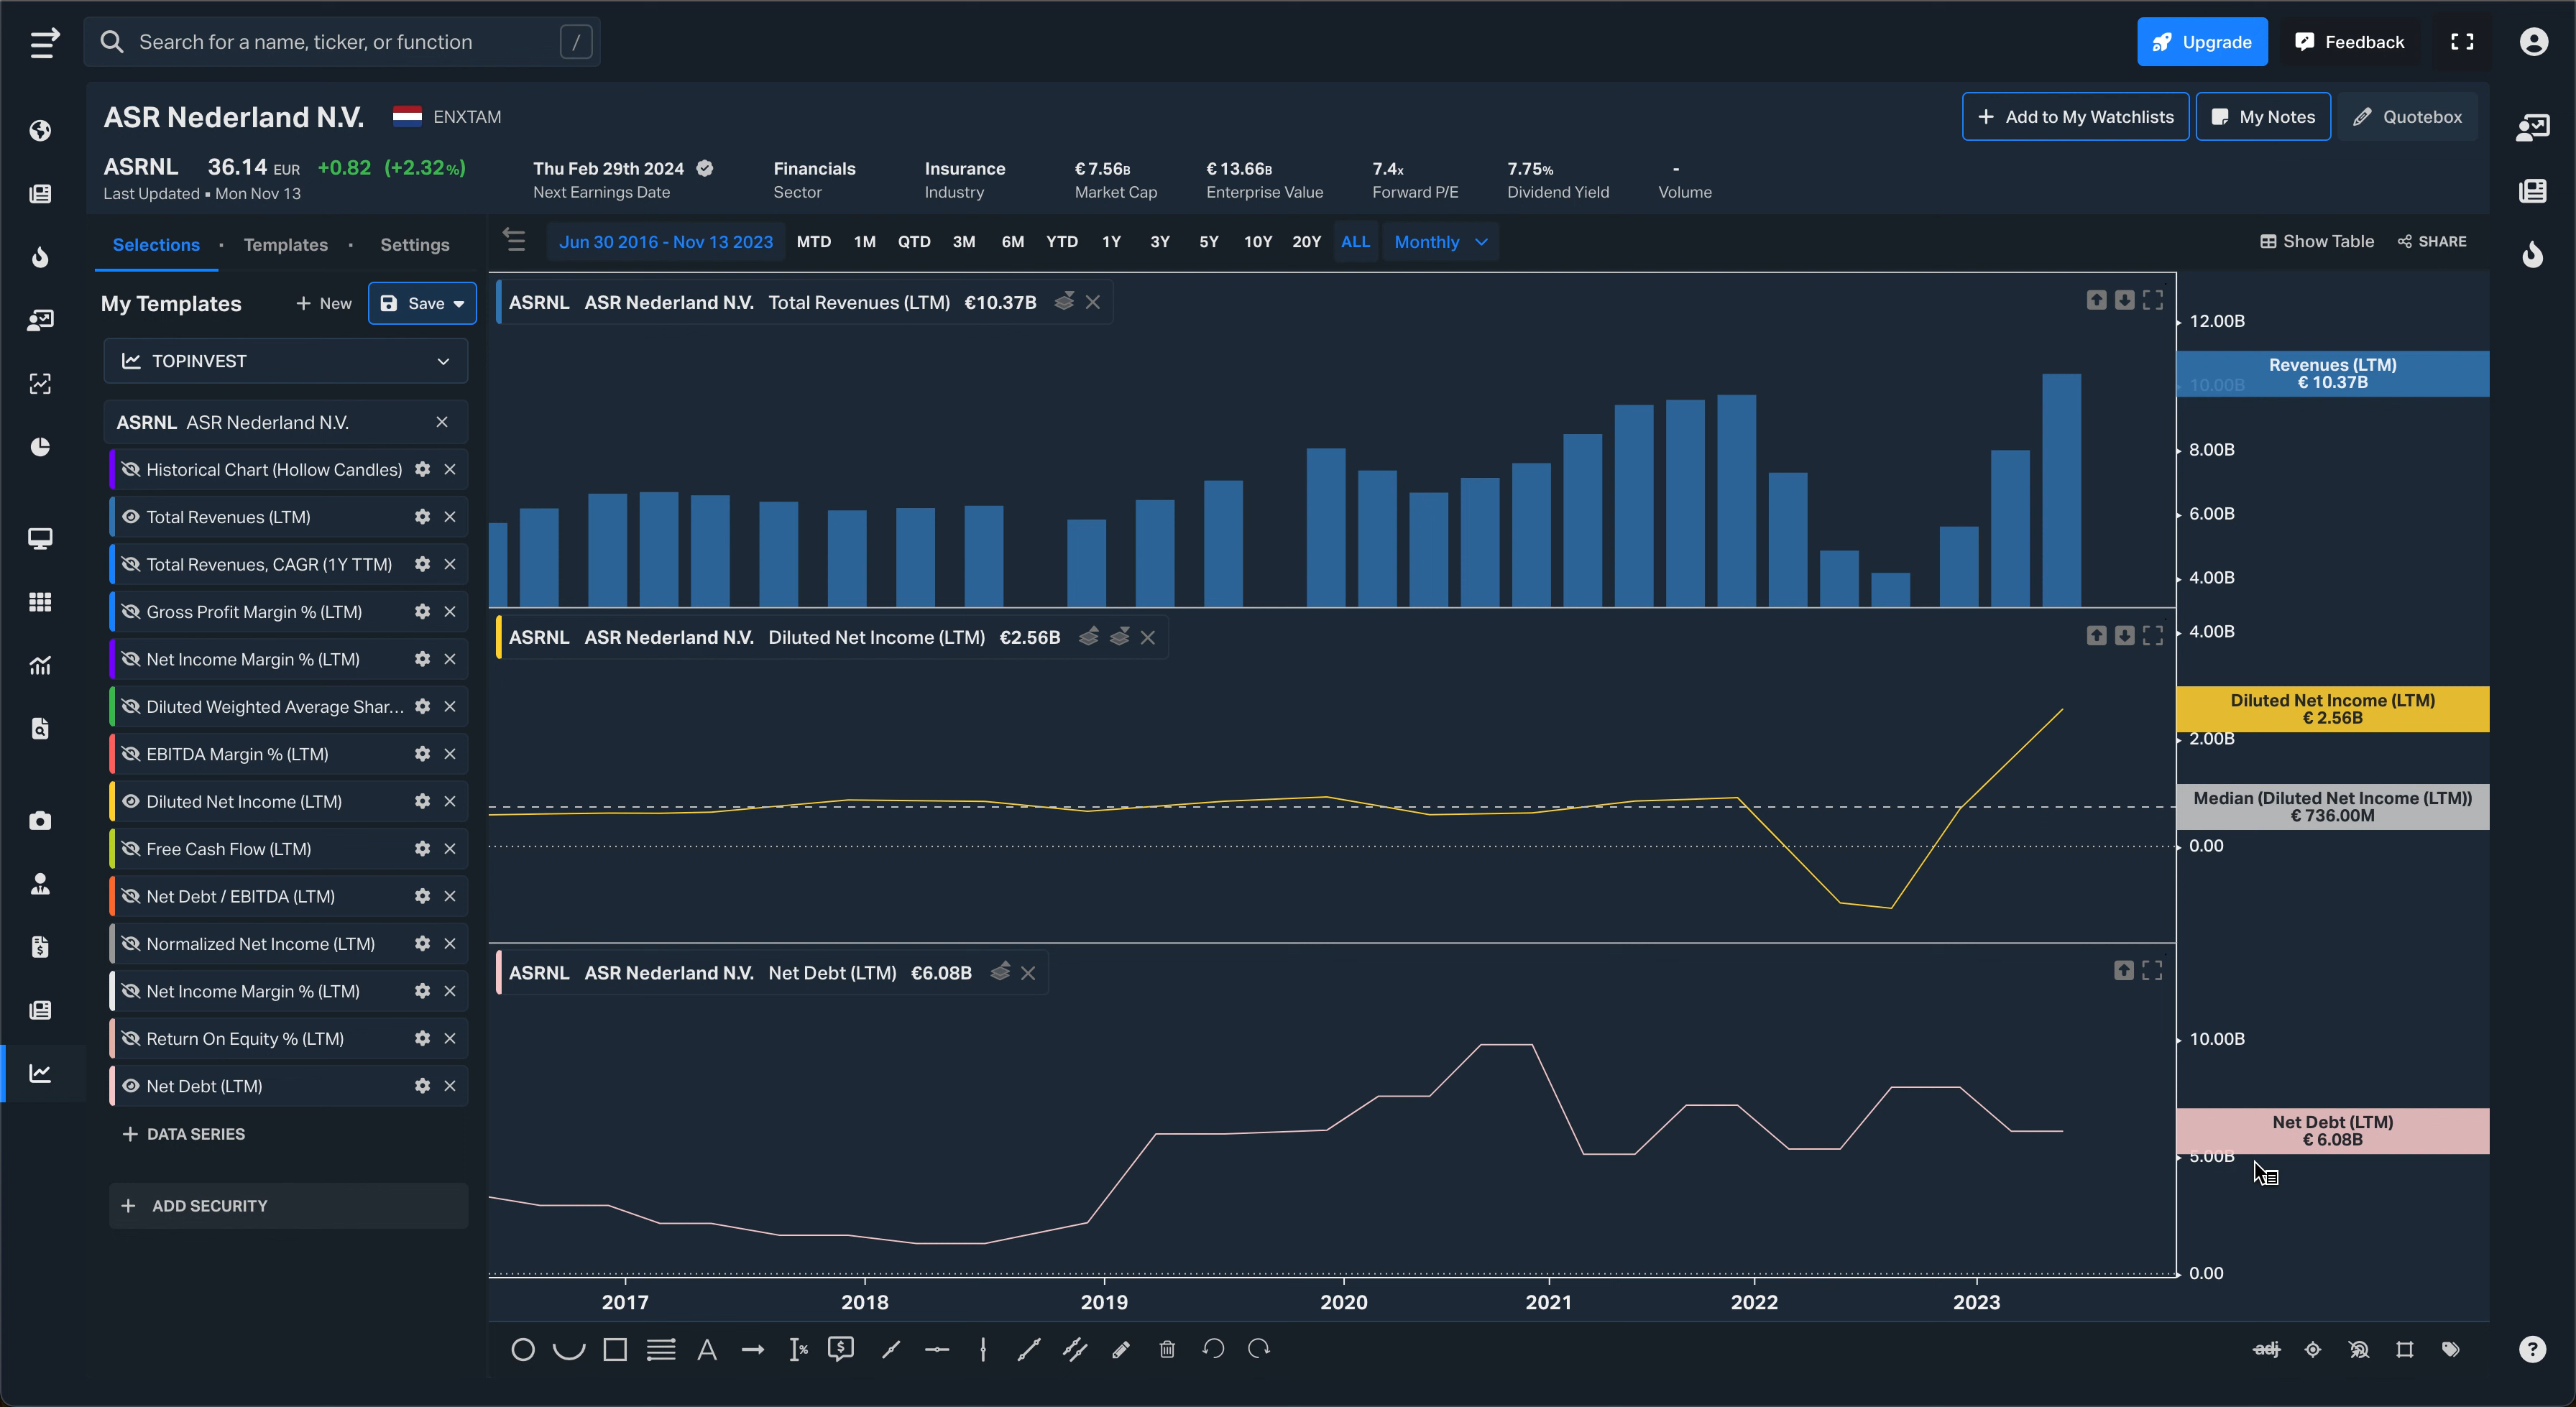 Search for a name, ticker, or function /
Upgrade Feedback
ASR Nederland N.V. ENXTAM
Add to My Watchlists My Notes Quotebox
ASRNL 36.14 EUR +0.82 (+2.32%)
Last Updated ▪ Mon Nov 13
Thu Feb 29th 2024
Next Earnings Date
Financials
Sector
Insurance
Industry
€ 7.56B
Market Cap
€ 13.66B
Enterprise Value
7.4x
Forward P/E
7.75%
Dividend Yield
-
Volume
Selections · Templates · Settings
Jun 30 2016 - Nov 13 2023 MTD 1M QTD 3M 6M YTD 1Y 3Y 5Y 10Y 20Y ALL Monthly
Show Table SHARE
My Templates + New Save
TOPINVEST
ASRNL ASR Nederland N.V.
Historical Chart (Hollow Candles)
Total Revenues (LTM)
Total Revenues, CAGR (1Y TTM)
Gross Profit Margin % (LTM)
Net Income Margin % (LTM)
Diluted Weighted Average Shar...
EBITDA Margin % (LTM)
Diluted Net Income (LTM)
Free Cash Flow (LTM)
Net Debt / EBITDA (LTM)
Normalized Net Income (LTM)
Net Income Margin % (LTM)
Return On Equity % (LTM)
Net Debt (LTM)
+ DATA SERIES
+ ADD SECURITY
ASRNL ASR Nederland N.V. Total Revenues (LTM) €10.37B
12.00B
Revenues (LTM)
€ 10.37B
10.00B
8.00B
6.00B
4.00B
ASRNL ASR Nederland N.V. Diluted Net Income (LTM) €2.56B
4.00B
Diluted Net Income (LTM)
€ 2.56B
2.00B
Median (Diluted Net Income (LTM))
€ 736.00M
0.00
ASRNL ASR Nederland N.V. Net Debt (LTM) €6.08B
10.00B
Net Debt (LTM)
€ 6.08B
5.00B
0.00
2017 2018 2019 2020 2021 2022 2023
A
adj
?